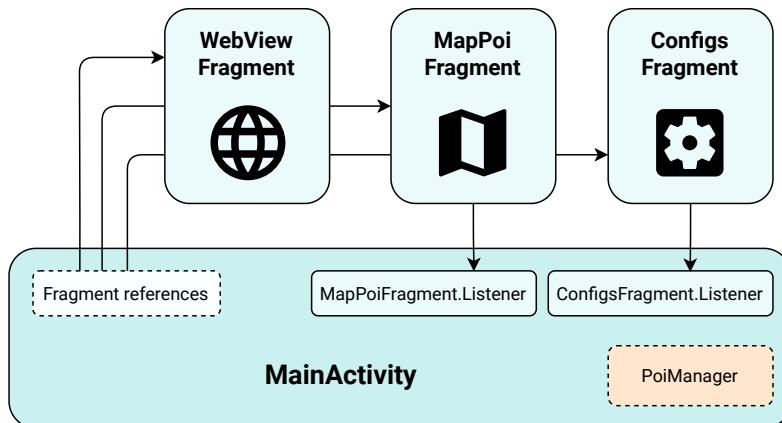 WebView
Fragment
MapPoi
Fragment
Configs
Fragment
Fragment references
MapPoiFragment.Listener
ConfigsFragment.Listener
MainActivity
PoiManager